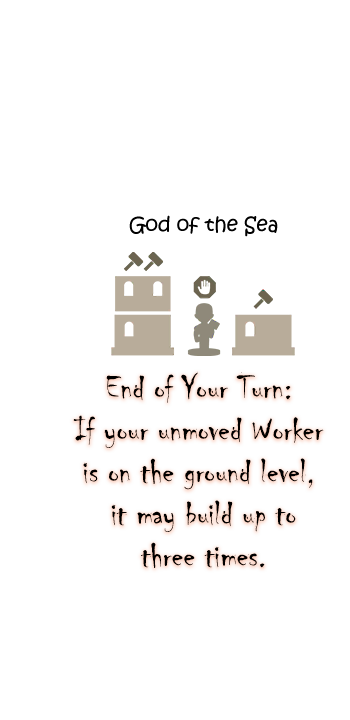 God of the Sea
End of Your Turn:
If your unmoved Worker
is on the ground level,
it may build up to
three times.